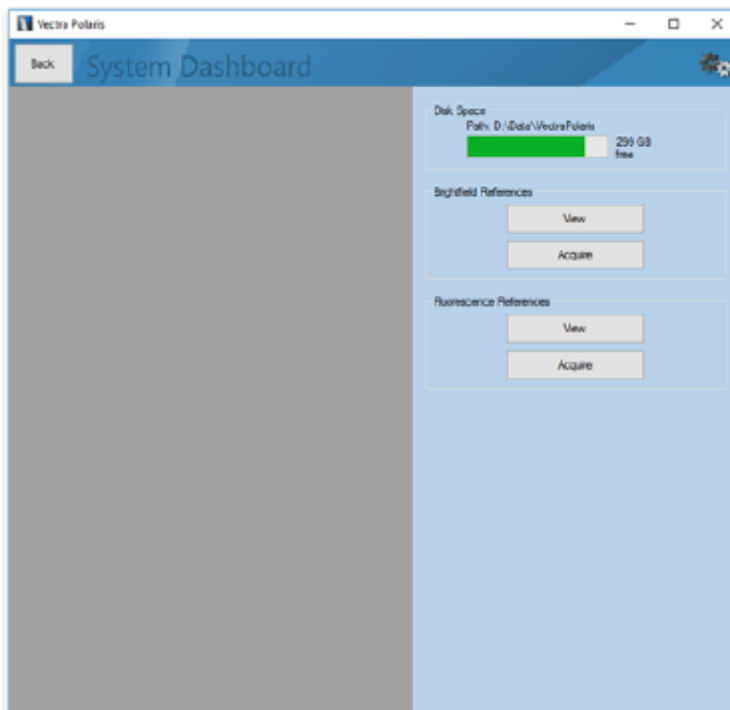 Vectra Polaris
Back
System Dashboard
Disk Space
Path: D:\Data\VectraPolaris
299 GB
free
Brightfield References
View
Acquire
Fluorescence References
View
Acquire